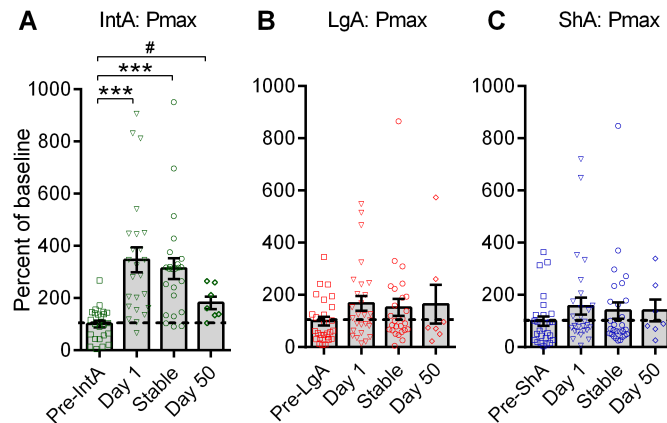 A IntA: Pmax
#
***
***
Percent of baseline
1000
800
600
400
200
0
Pre-IntA
Day 1
Stable
Day 50
B LgA: Pmax
1000
800
600
400
200
0
Pre-LgA
Day 1
Stable
Day 50
C ShA: Pmax
1000
800
600
400
200
0
Pre-ShA
Day 1
Stable
Day 50